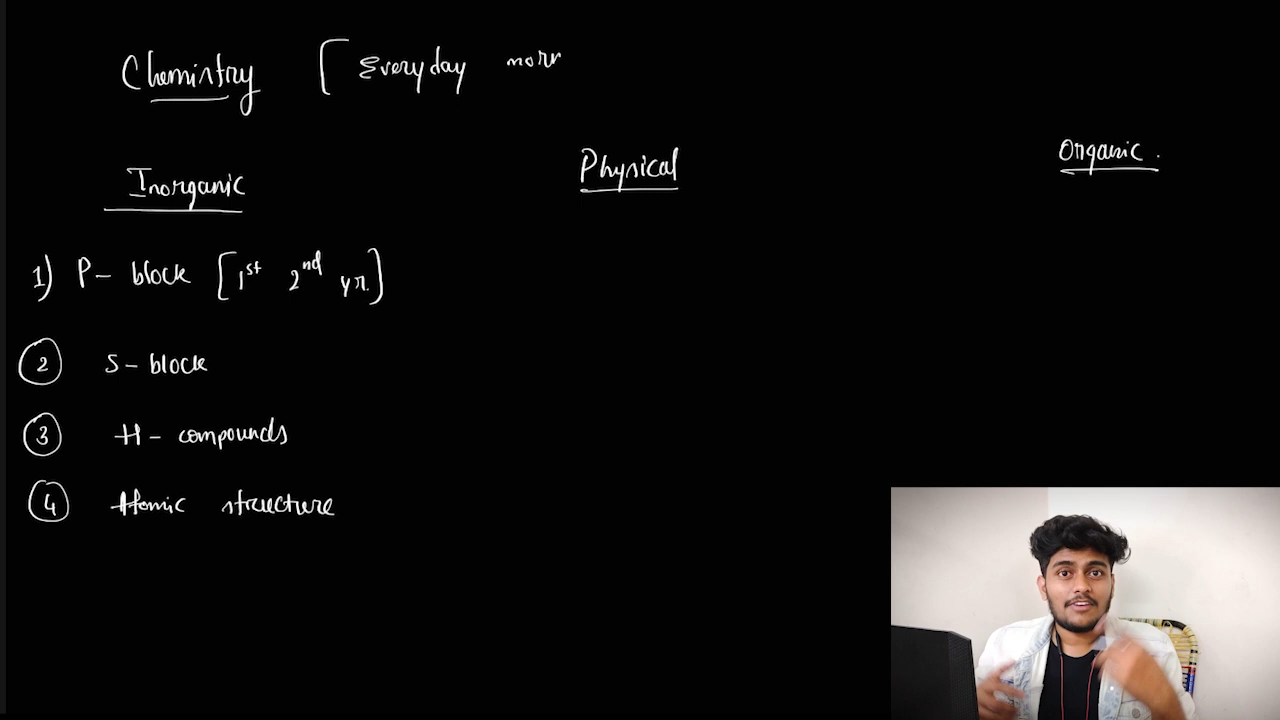 Chemistry [ Everyday morn
Inorganic Physical Organic.
1) P- block [1st 2nd yr.]
2 S- block
3 H- compounds
4 Atomic structure